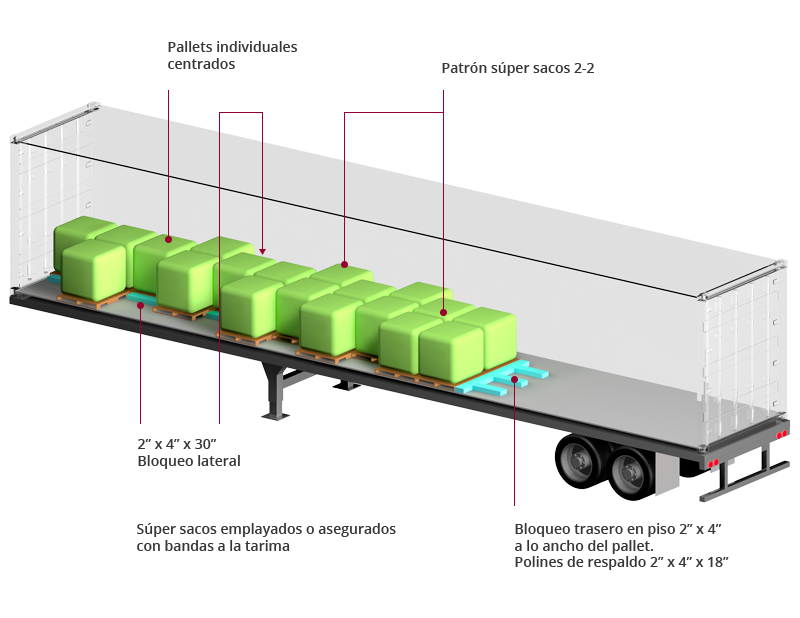 Pallets individuales
centrados
Patrón súper sacos 2-2
2” x 4” x 30”
Bloqueo lateral
Súper sacos emplayados o asegurados
con bandas a la tarima
Bloqueo trasero en piso 2” x 4”
a lo ancho del pallet.
Polines de respaldo 2” x 4” x 18”